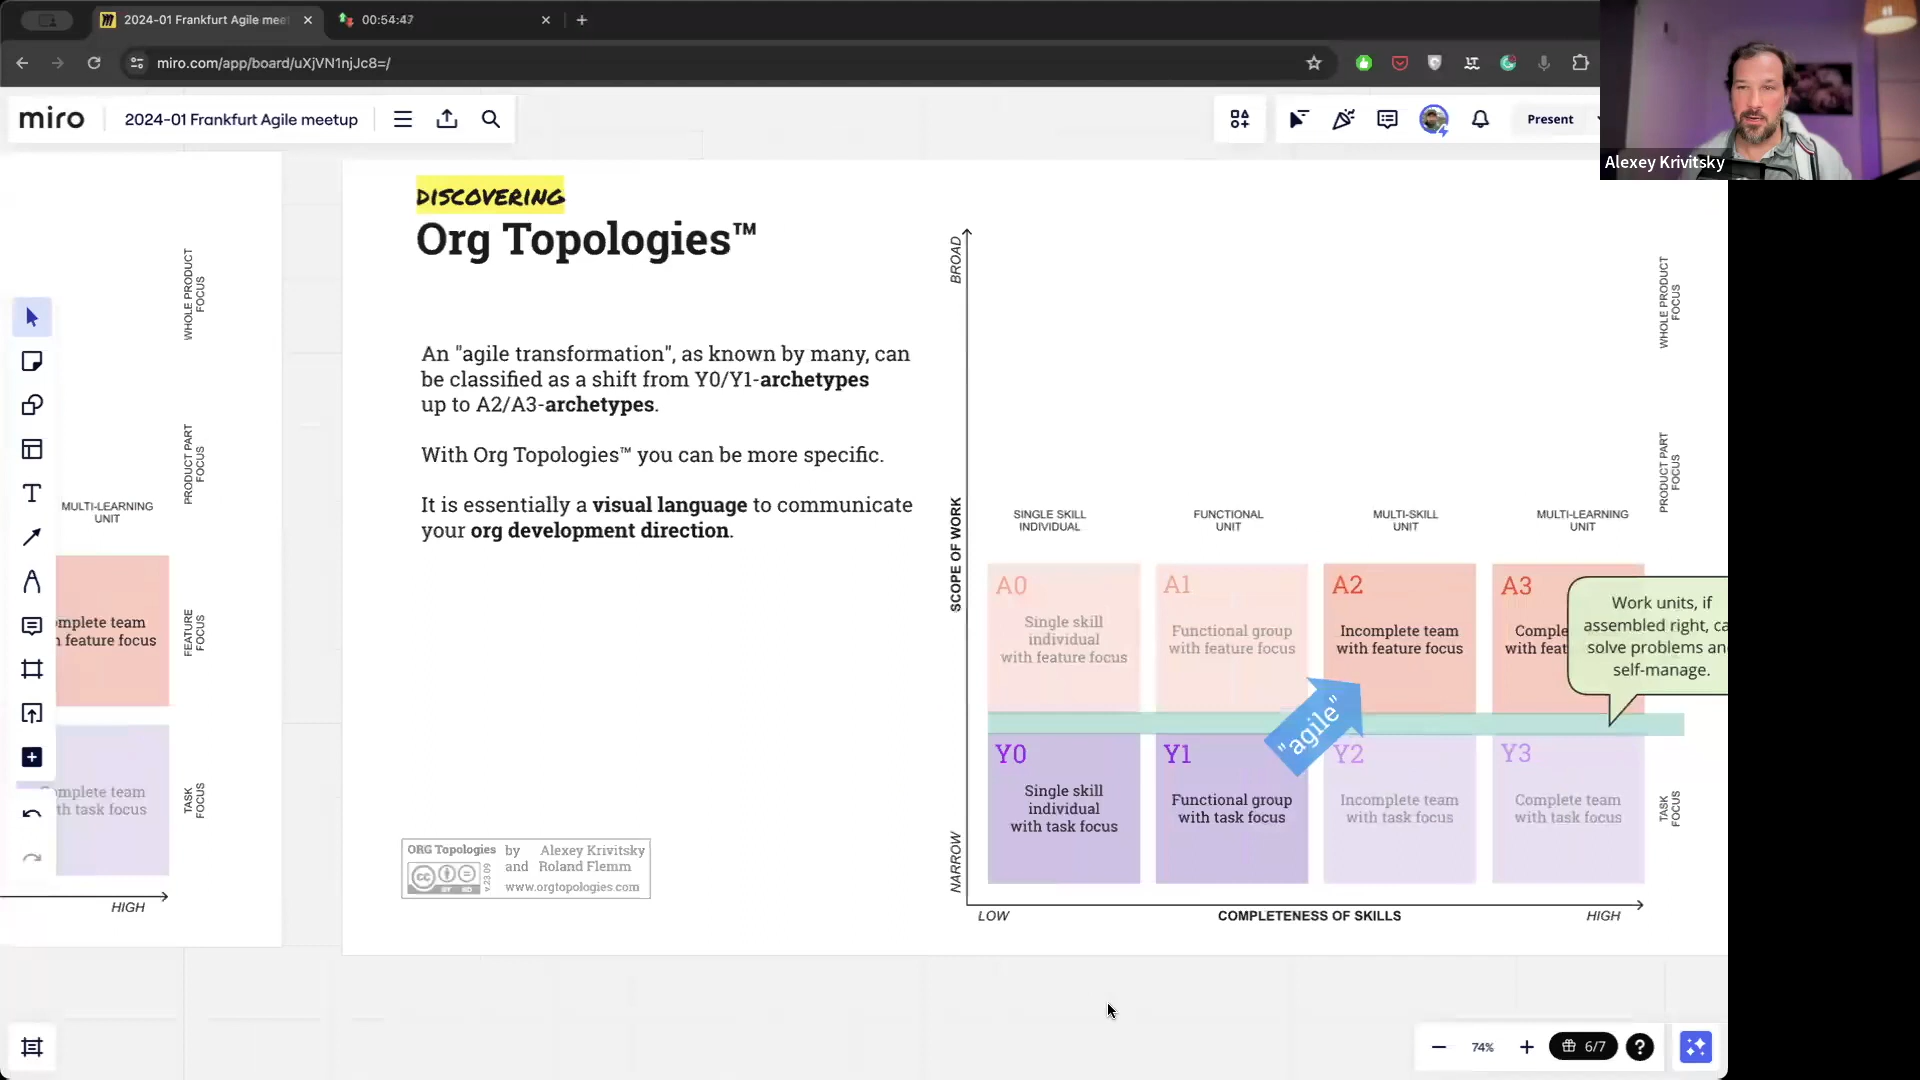 2024-01 Frankfurt Agile mee
00:54:47
miro.com/app/board/uXjVN1njJc8=/
miro
2024-01 Frankfurt Agile meetup
Present
Alexey Krivitsky
DISCOVERING
Org Topologies™
An "agile transformation", as known by many, can
be classified as a shift from Y0/Y1-archetypes
up to A2/A3-archetypes.
With Org Topologies™ you can be more specific.
It is essentially a visual language to communicate
your org development direction.
ORG Topologies by Alexey Krivitsky
and Roland Flemm
www.orgtopologies.com
v.23.09
cc
BY ND
WHOLE PRODUCT
FOCUS
PRODUCT PART
FOCUS
MULTI-LEARNING
UNIT
mplete team
h feature focus
FEATURE
FOCUS
omplete team
th task focus
TASK
FOCUS
HIGH
BROAD
SCOPE OF WORK
NARROW
SINGLE SKILL
INDIVIDUAL
FUNCTIONAL
UNIT
MULTI-SKILL
UNIT
MULTI-LEARNING
UNIT
WHOLE PRODUCT
FOCUS
PRODUCT PART
FOCUS
A0
Single skill
individual
with feature focus
A1
Functional group
with feature focus
A2
Incomplete team
with feature focus
A3
Comple
with feat
Work units, if
assembled right, ca
solve problems an
self-manage.
"agile"
Y0
Single skill
individual
with task focus
Y1
Functional group
with task focus
Y2
Incomplete team
with task focus
Y3
Complete team
with task focus
TASK
FOCUS
LOW
COMPLETENESS OF SKILLS
HIGH
74%
6/7